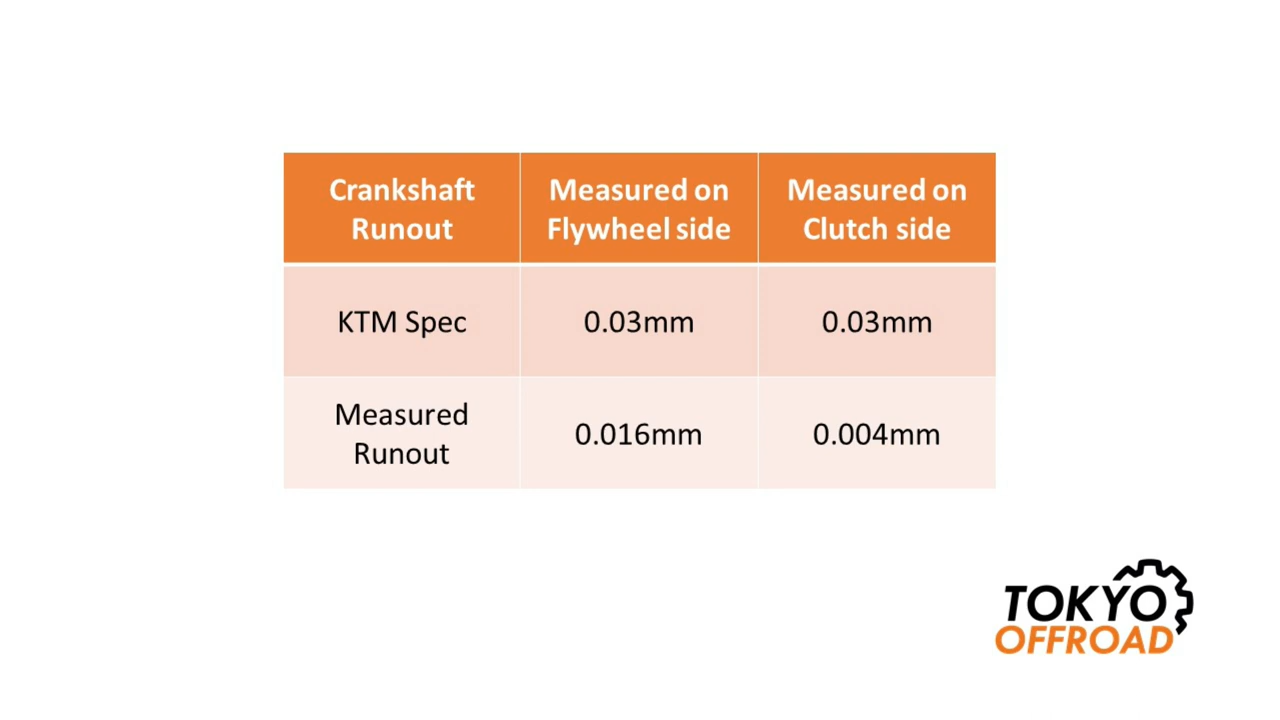 Crankshaft Runout
Measured on Flywheel side
Measured on Clutch side
KTM Spec
0.03mm
0.03mm
Measured Runout
0.016mm
0.004mm
TOKYO
OFFROAD